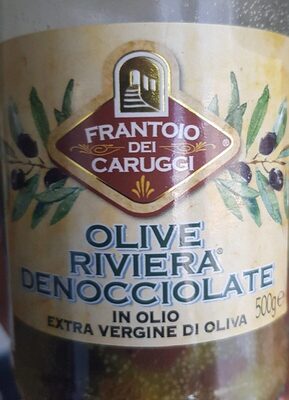 FRANTOIO
DEI
CARUGGI ®
OLIVE
RIVIERA®
DENOCCIOLATE
500g e
IN OLIO
EXTRA VERGINE DI OLIVA